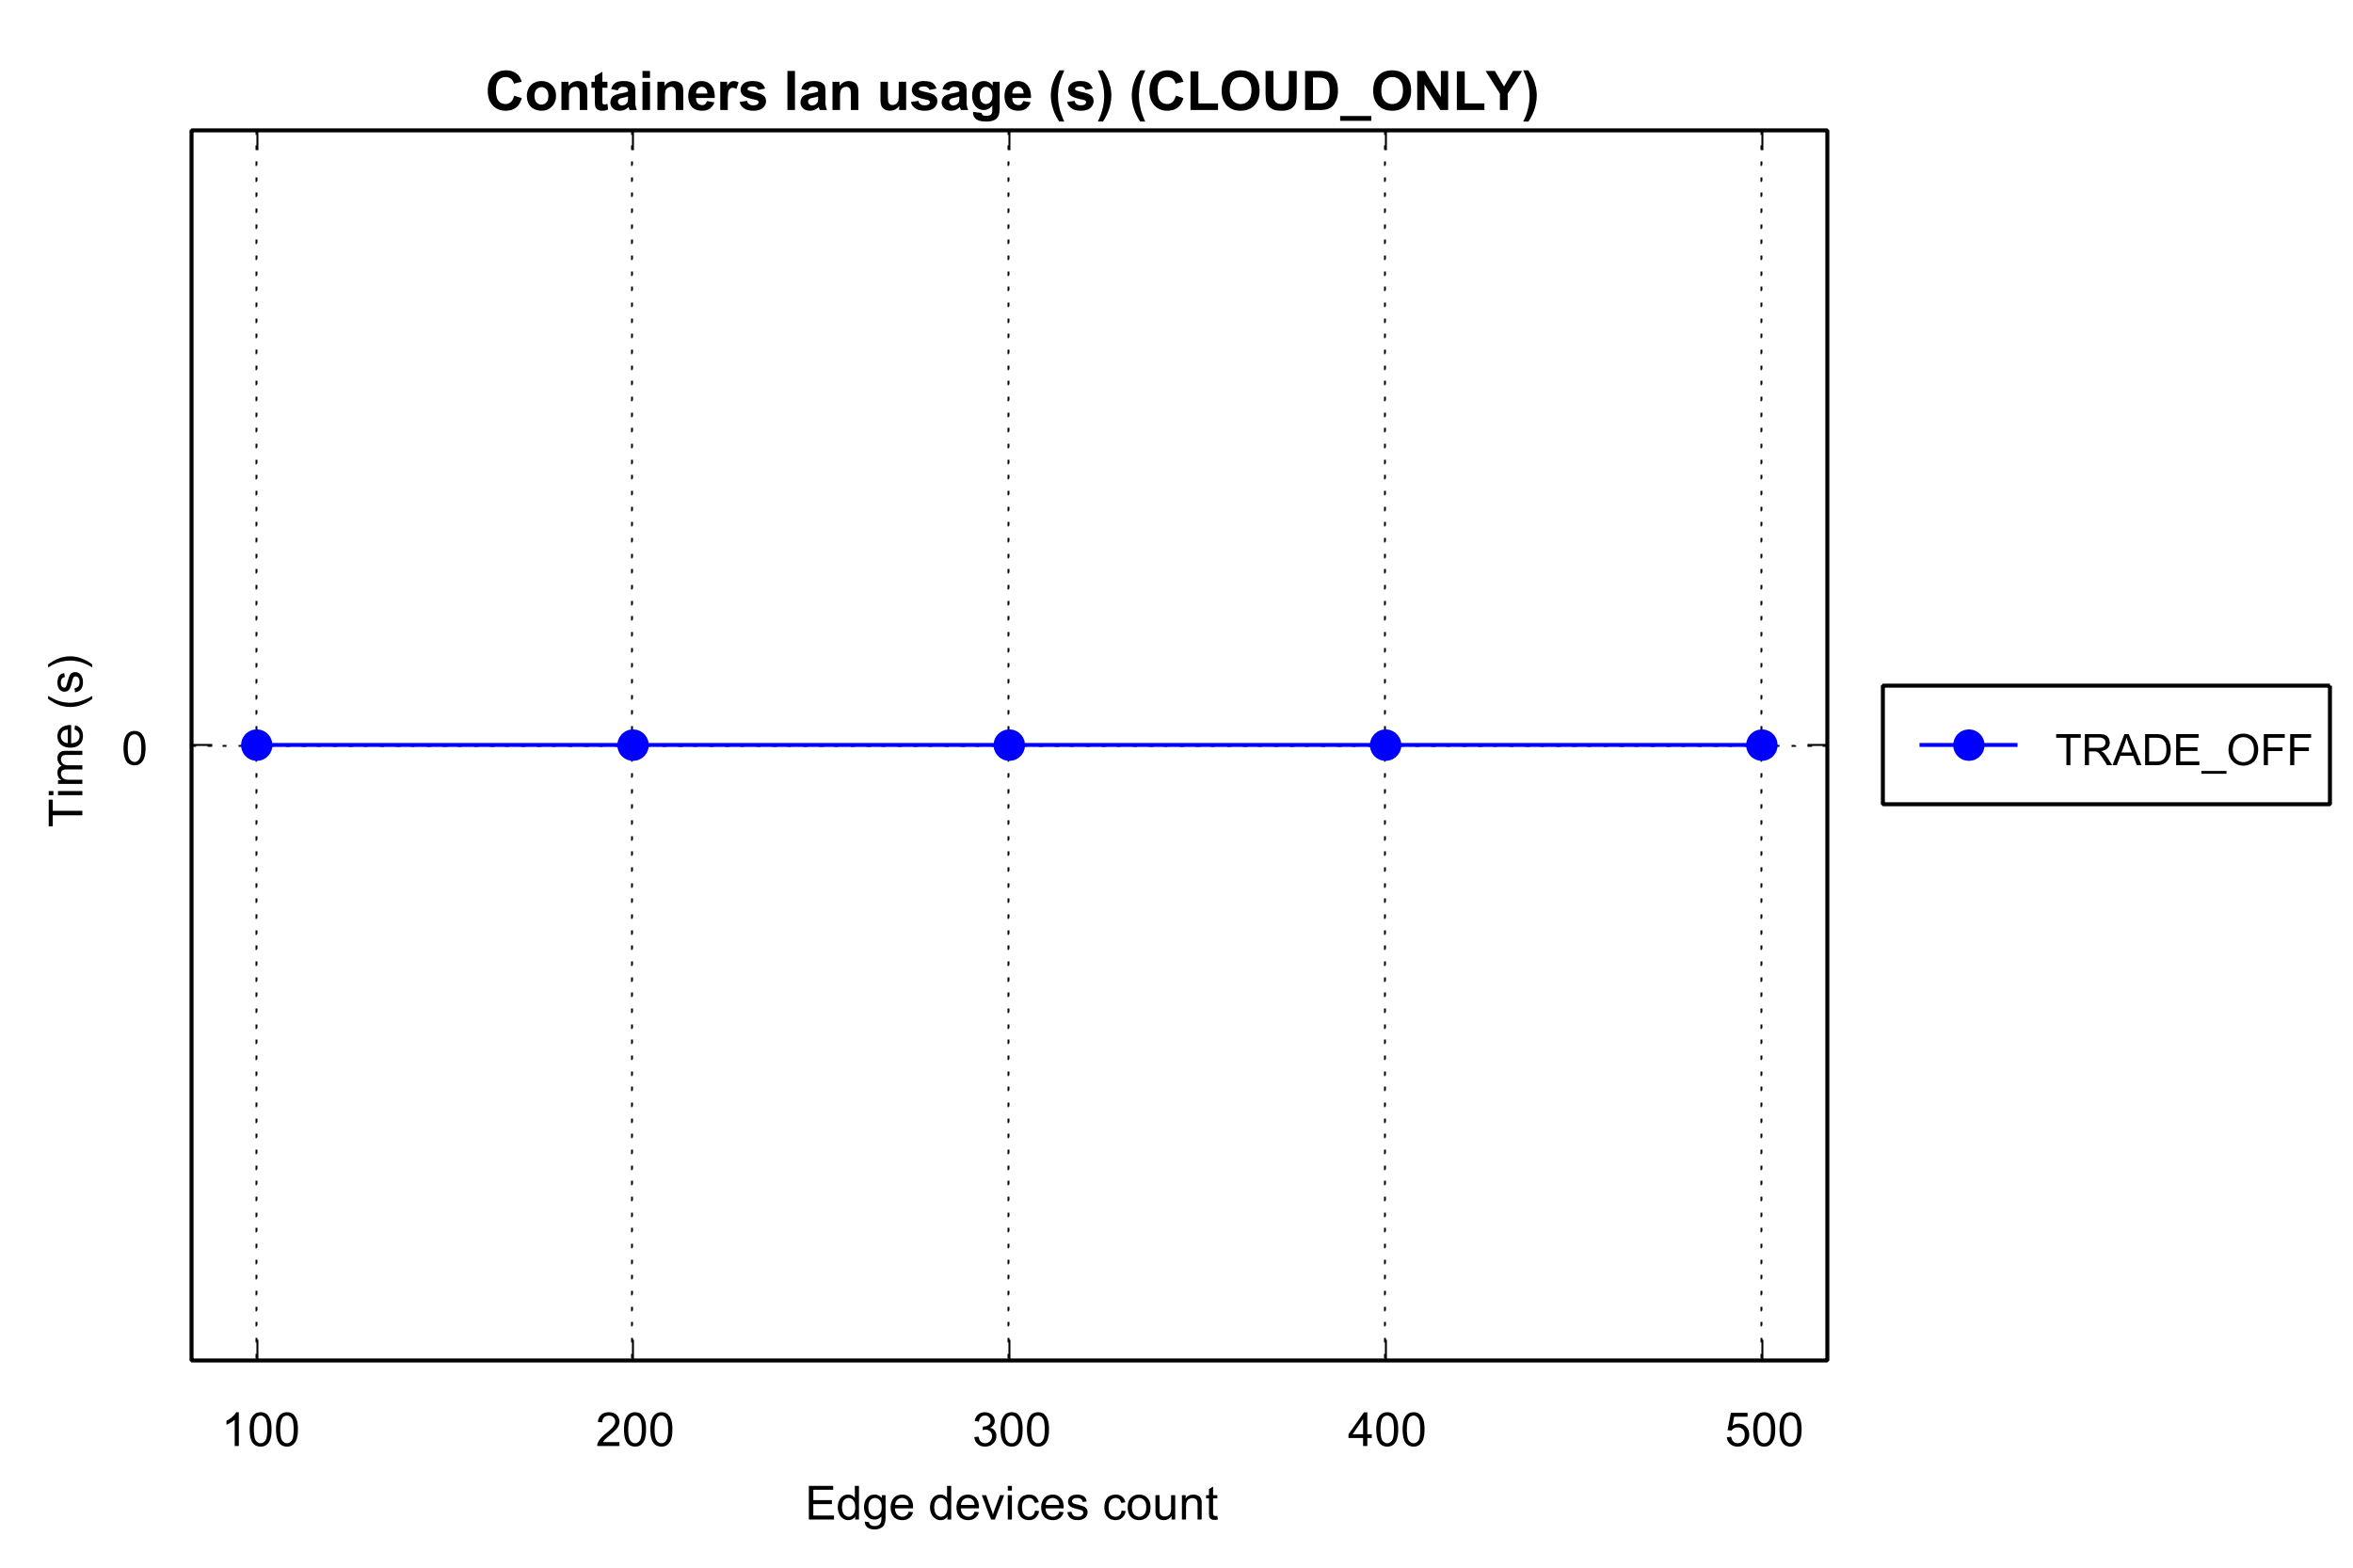 Containers lan usage (s) (CLOUD_ONLY)
Time (s)
0
TRADE_OFF
100 200 300 400 500
Edge devices count